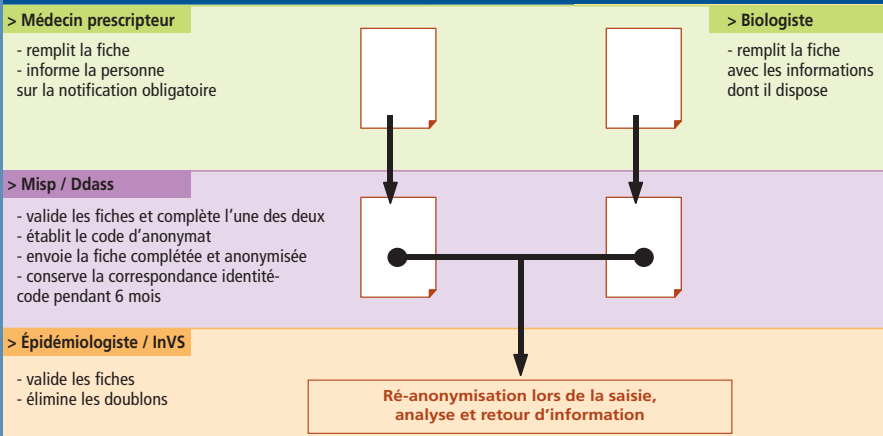 > Médecin prescripteur
- remplit la fiche
- informe la personne
sur la notification obligatoire
> Biologiste
- remplit la fiche
avec les informations
dont il dispose
> Misp / Ddass
- valide les fiches et complète l'une des deux
- établit le code d'anonymat
- envoie la fiche complétée et anonymisée
- conserve la correspondance identité-
code pendant 6 mois
> Épidémiologiste / InVS
- valide les fiches
- élimine les doublons
Ré-anonymisation lors de la saisie,
analyse et retour d'information